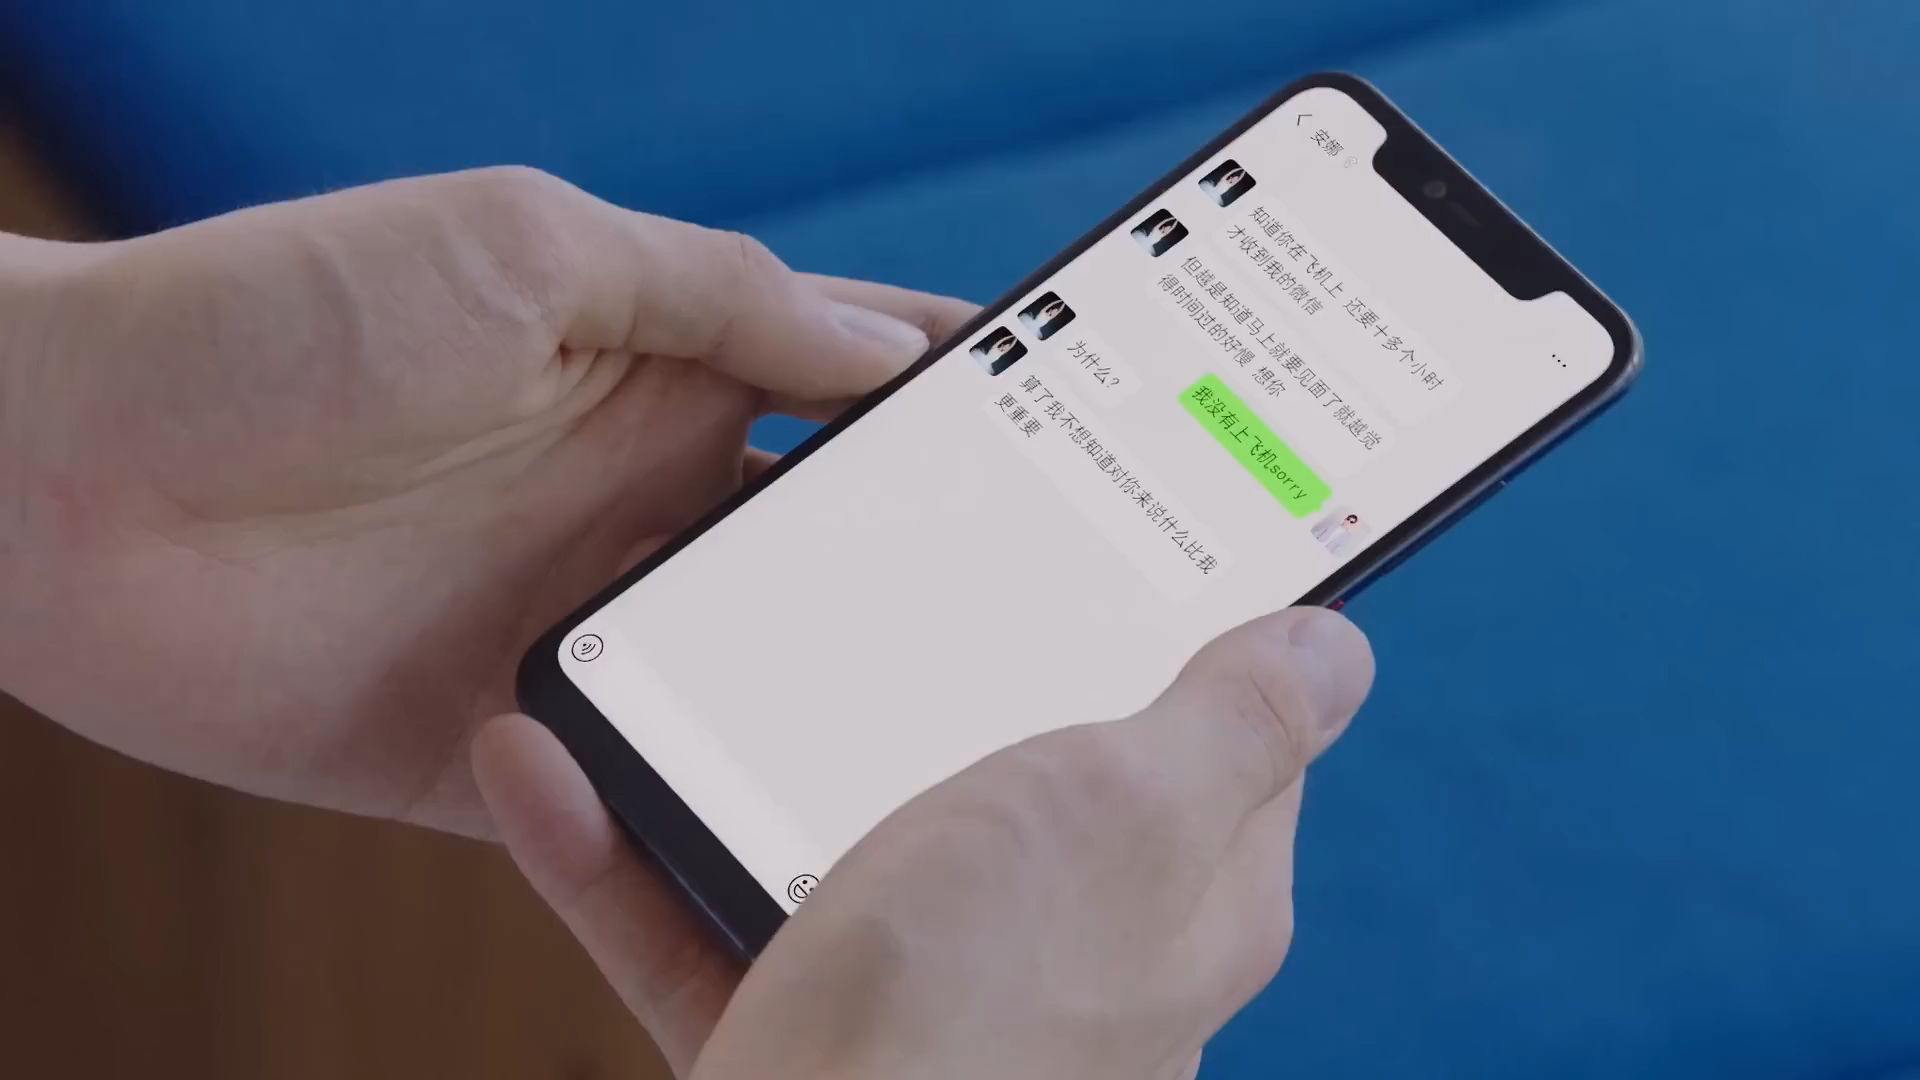 安娜
知道你在飞机上 还要十多个小时
才收到我的微信
但越是知道马上就要见面了就越觉
得时间过的好慢 想你
我没有上飞机sorry
为什么?
算了我不想知道对你来说什么比我
更重要